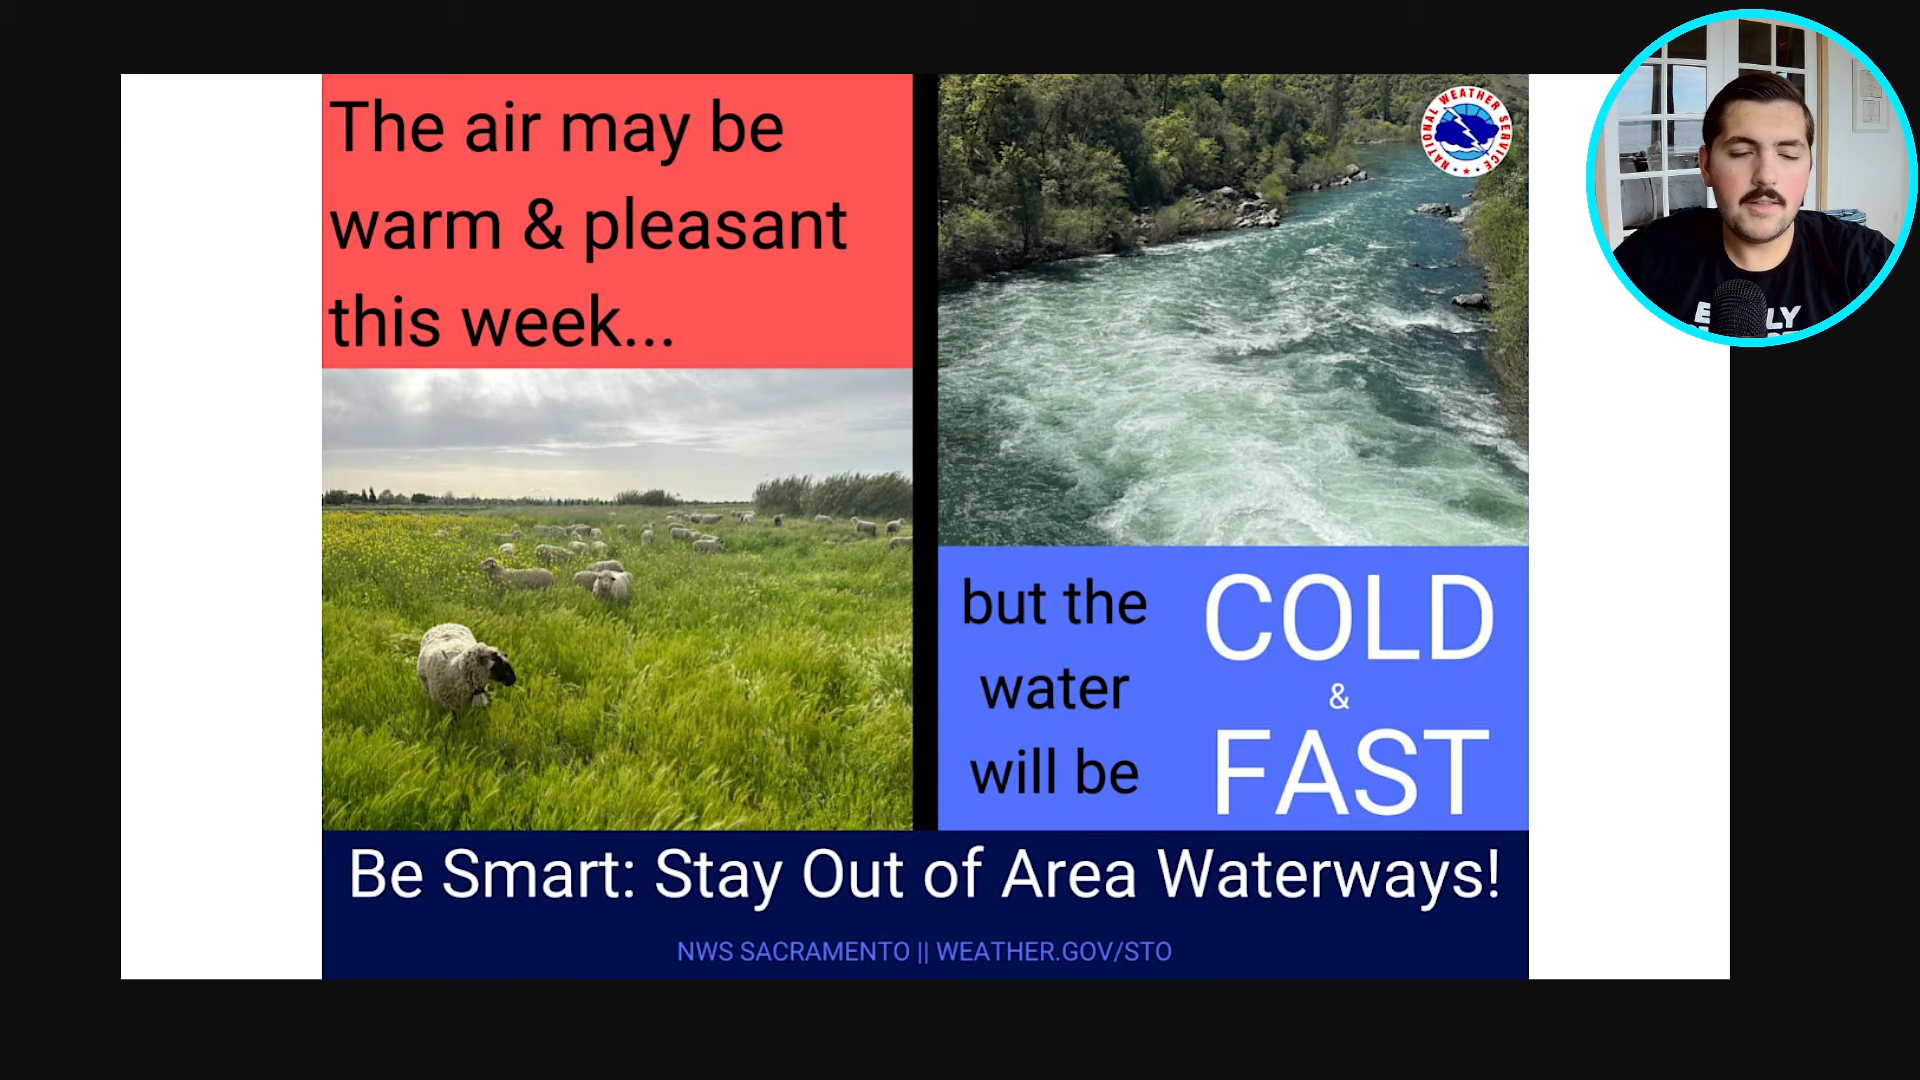 The air may be
warm & pleasant
this week...
NATIONAL WEATHER SERVICE
but the
water
will be
COLD
&
FAST
Be Smart: Stay Out of Area Waterways!
NWS SACRAMENTO || WEATHER.GOV/STO